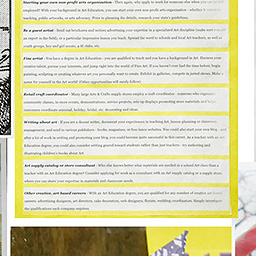 Starting your own non-profit arts organization - Then again, why apply to work for someone else when you can be self
employed? With your background in Art Education, you can start your own non-profit arts organization - whether it
teaching, public artworks, or arts advocacy. Prior to planning the details, research your state's guidelines.
Be a guest artist - Send out brochures and written advertising your expertise in a specialized Art discipline
an expert in the field, or a particular impressive lesson you teach. Spread the word to schools and local Art teachers, as well as
youth groups, boy and girl scouts, 4-H clubs, etc.
Fine artist - You have a degree in Art Education - you are qualified to teach and you have a background in art. Harness your
creative talent, pursue your interests, and jump right into the world of Fine Art. If you haven't ever had the time before, begin
painting, sculpting or creating whatever art you personally want to create. Exhibit in galleries, compete in juried shows. Make a
name for yourself in the Art world! Online opportunities will surely follow!
Retail craft coordinator - Many large Arts & Crafts supply stores employ a craft coordinator - someone who organizes
community classes, in-store events, demonstrations, service projects, mix-up displays promoting store materials and
customers coordinate seasonal, holiday, bridal, etc. decorating and ideas.
Writing about art - If you are a decent writer, document your experiences in teaching Art, lesson planning or classroom
management, and send to various publishers - books, magazines, or fine issues online. You could also start your own blog - and
after a lot of work in writing and promoting your blog, you could become quite successful in this career. As a teacher with an Art
Education degree, you could also consider writing geared toward students rather than just teachers - try marketing and
illustrating children's books about Art.
Art supply catalog or store consultant - Who else knows better what materials are needed in a school Art class than a
teacher with an Art Education degree? Consider applying for work as a consultant with an Art supply catalog or a supply store,
where you can share your expertise in materials and classroom needs.
Other creative, art based careers - With an Art Education degree, you are qualified for any number of creative art based
careers: advertising designers, art directors, cake decorators, web designers, florists, wedding coordinators. Simply investigate
the qualifications each company requires.